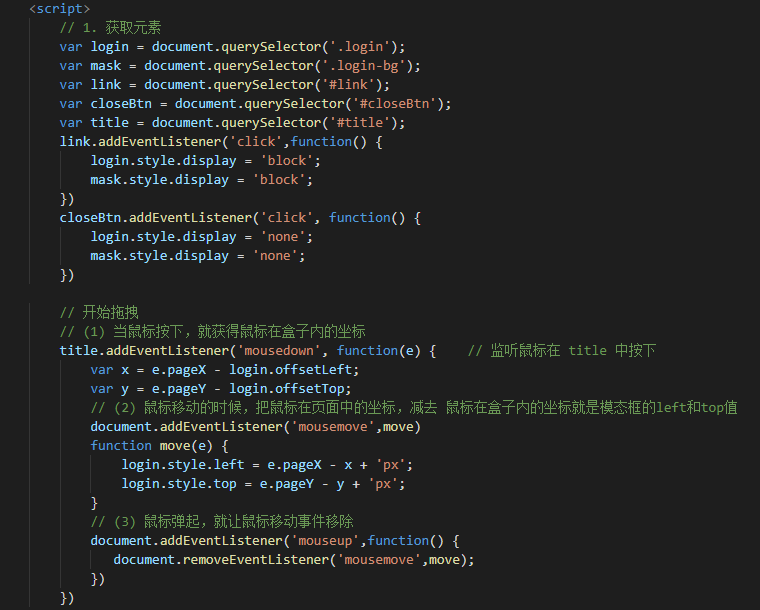 <script>
// 1. 获取元素
var login = document.querySelector('.login');
var mask = document.querySelector('.login-bg');
var link = document.querySelector('#link');
var closeBtn = document.querySelector('#closeBtn');
var title = document.querySelector('#title');
link.addEventListener('click',function() {
login.style.display = 'block';
mask.style.display = 'block';
})
closeBtn.addEventListener('click', function() {
login.style.display = 'none';
mask.style.display = 'none';
})
// 开始拖拽
// (1) 当鼠标按下，就获得鼠标在盒子内的坐标
title.addEventListener('mousedown', function(e) {    // 监听鼠标在 title 中按下
var x = e.pageX - login.offsetLeft;
var y = e.pageY - login.offsetTop;
// (2) 鼠标移动的时候，把鼠标在页面中的坐标，减去 鼠标在盒子内的坐标就是模态框的left和top值
document.addEventListener('mousemove',move)
function move(e) {
login.style.left = e.pageX - x + 'px';
login.style.top = e.pageY - y + 'px';
}
// (3) 鼠标弹起，就让鼠标移动事件移除
document.addEventListener('mouseup',function() {
document.removeEventListener('mousemove',move);
})
})